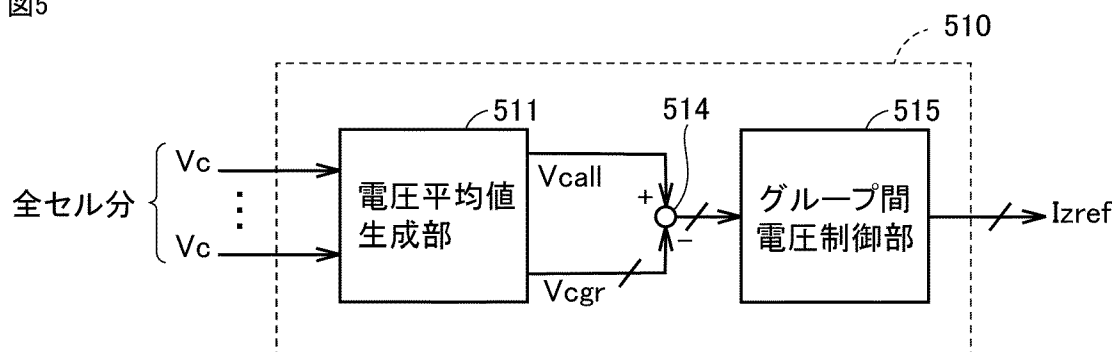 図5
510
511
514
515
全セル分
Vc
⋮
Vc
電圧平均値
生成部
Vcall
Vcgr
+
−
グループ間
電圧制御部
Izref